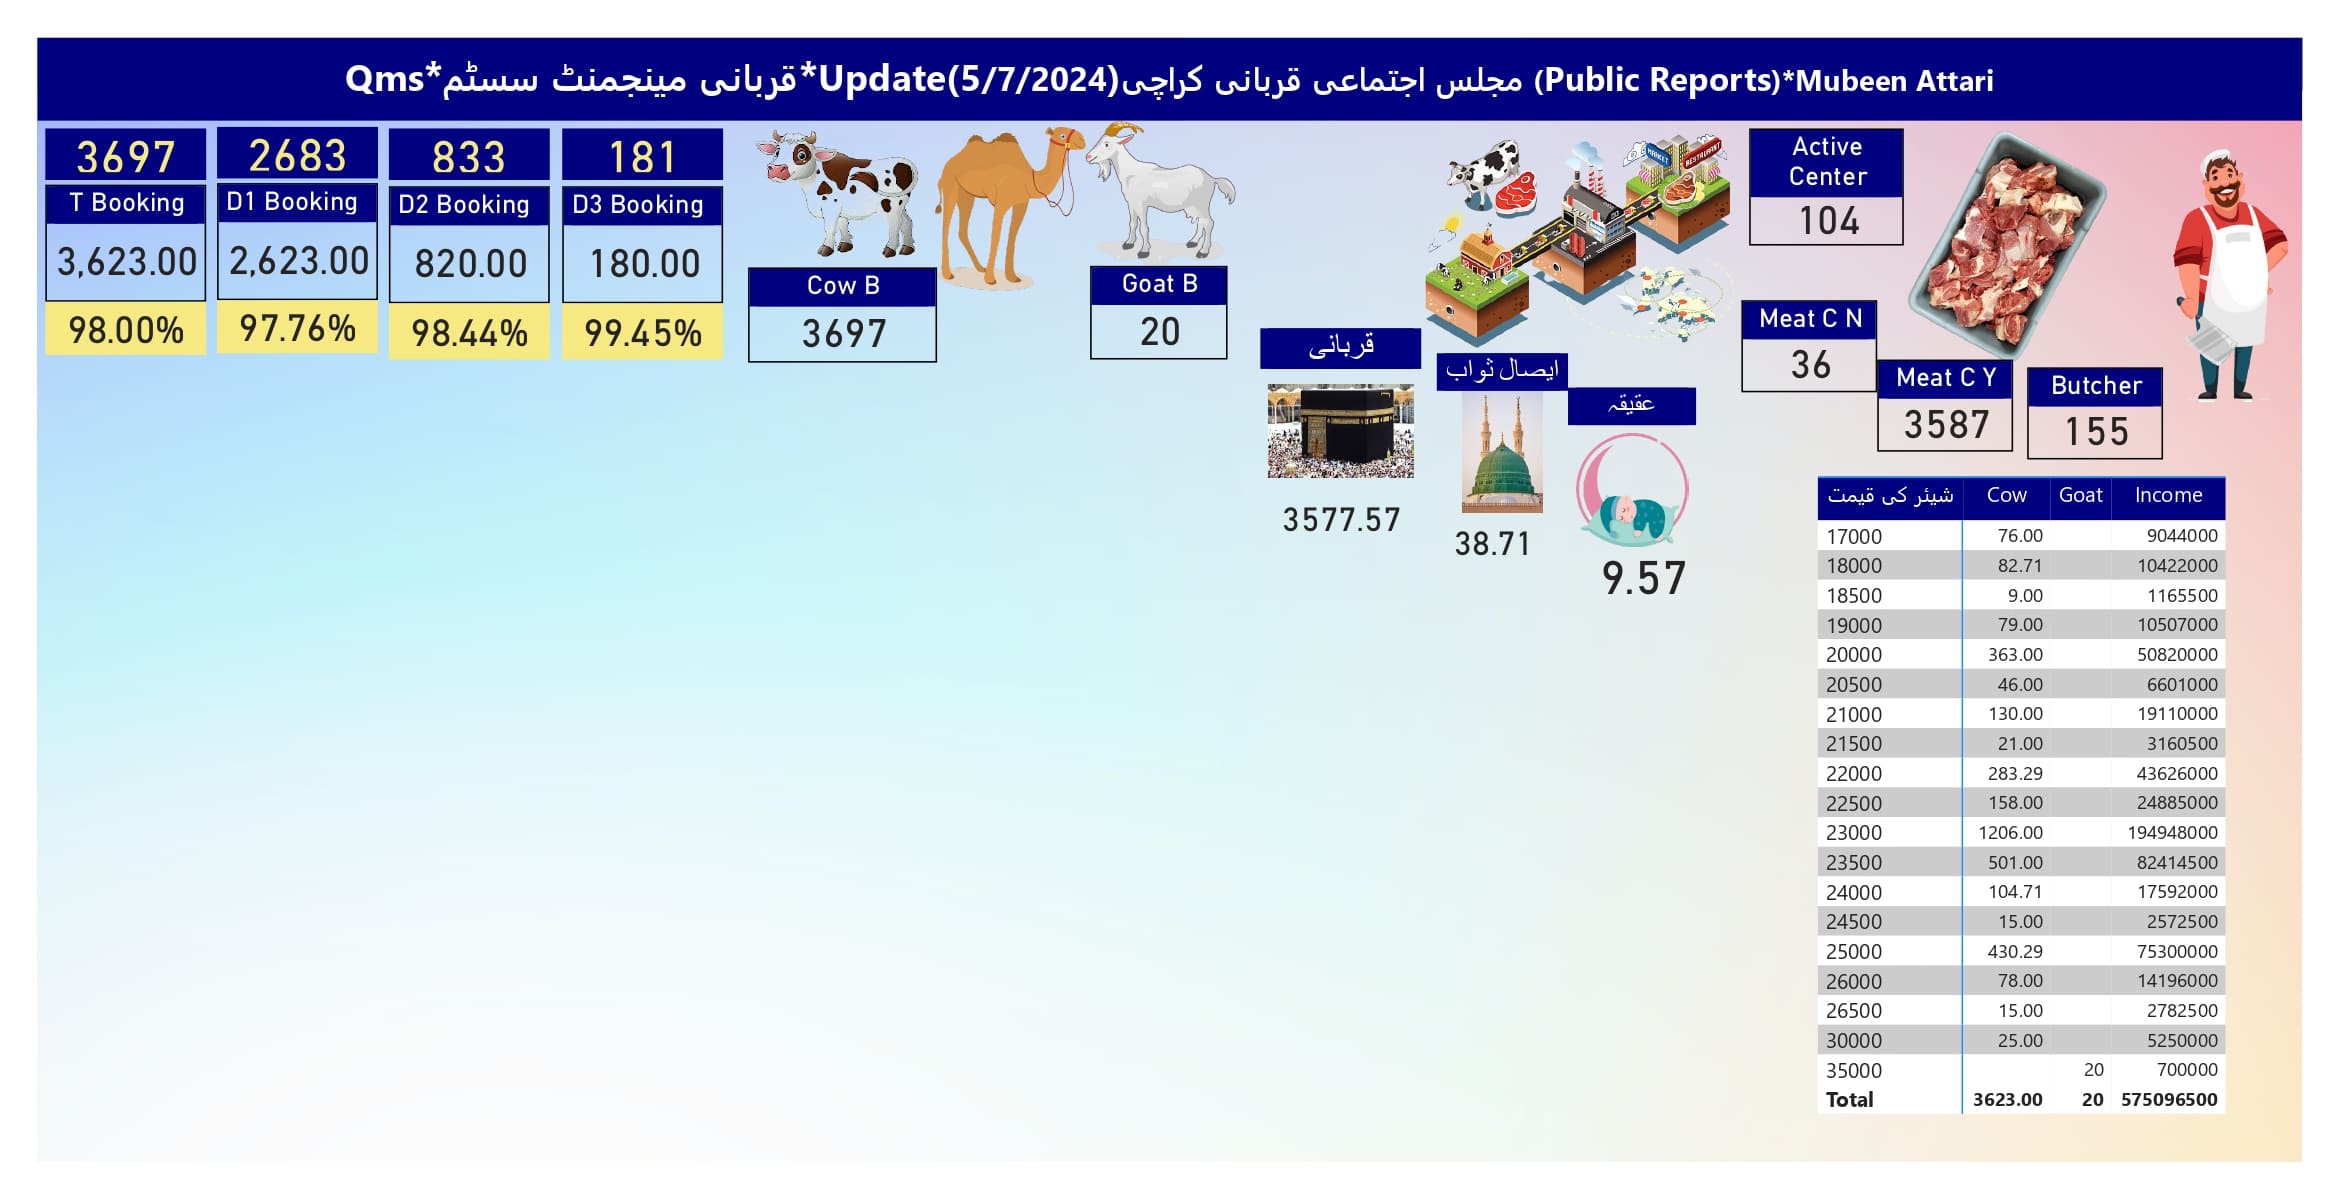 Qms*قربانی مینجمنٹ سسٹم*Update(5/7/2024)مجلس اجتماعی قربانی کراچی (Public Reports)*Mubeen Attari
3697
T Booking
3,623.00
98.00%
2683
D1 Booking
2,623.00
97.76%
833
D2 Booking
820.00
98.44%
181
D3 Booking
180.00
99.45%
Cow B
3697
Goat B
20
MARKET
RESTAURANT
قربانی
3577.57
ایصال ثواب
38.71
عقیقہ
9.57
Active
Center
104
Meat C N
36
Meat C Y
3587
Butcher
155
شیئر کی قیمت Cow Goat Income
17000 76.00 9044000
18000 82.71 10422000
18500 9.00 1165500
19000 79.00 10507000
20000 363.00 50820000
20500 46.00 6601000
21000 130.00 19110000
21500 21.00 3160500
22000 283.29 43626000
22500 158.00 24885000
23000 1206.00 194948000
23500 501.00 82414500
24000 104.71 17592000
24500 15.00 2572500
25000 430.29 75300000
26000 78.00 14196000
26500 15.00 2782500
30000 25.00 5250000
35000 20 700000
Total 3623.00 20 575096500